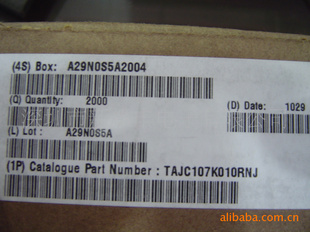 (4S) Box: A29N0S5A2004
(Q) Quantity: 2000
(D) Date: 1029
(L) Lot : A29N0S5A
(1P) Catalogue Part Number : TAJC107K010RNJ
alibaba.com.cn